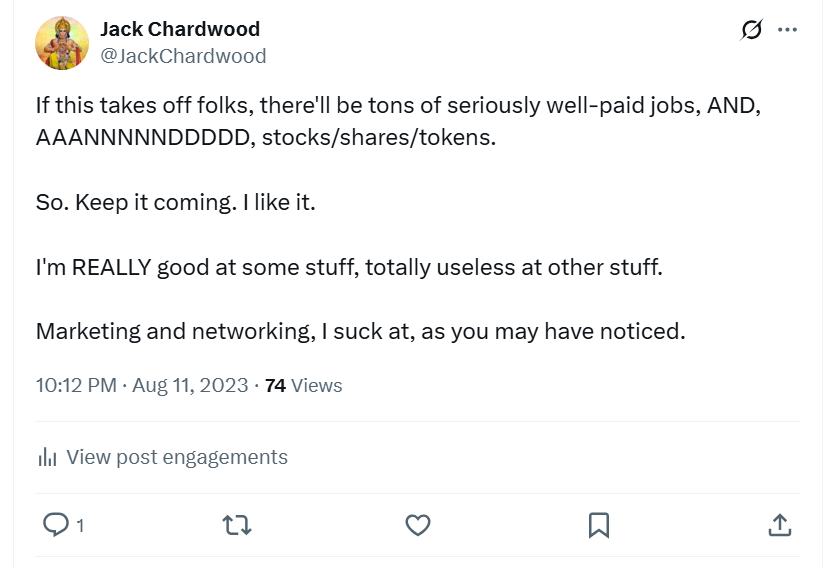 Jack Chardwood
@JackChardwood
If this takes off folks, there'll be tons of seriously well-paid jobs, AND,
AAANNNNNDDDDD, stocks/shares/tokens.
So. Keep it coming. I like it.
I'm REALLY good at some stuff, totally useless at other stuff.
Marketing and networking, I suck at, as you may have noticed.
10:12 PM · Aug 11, 2023 · 74 Views
View post engagements
1